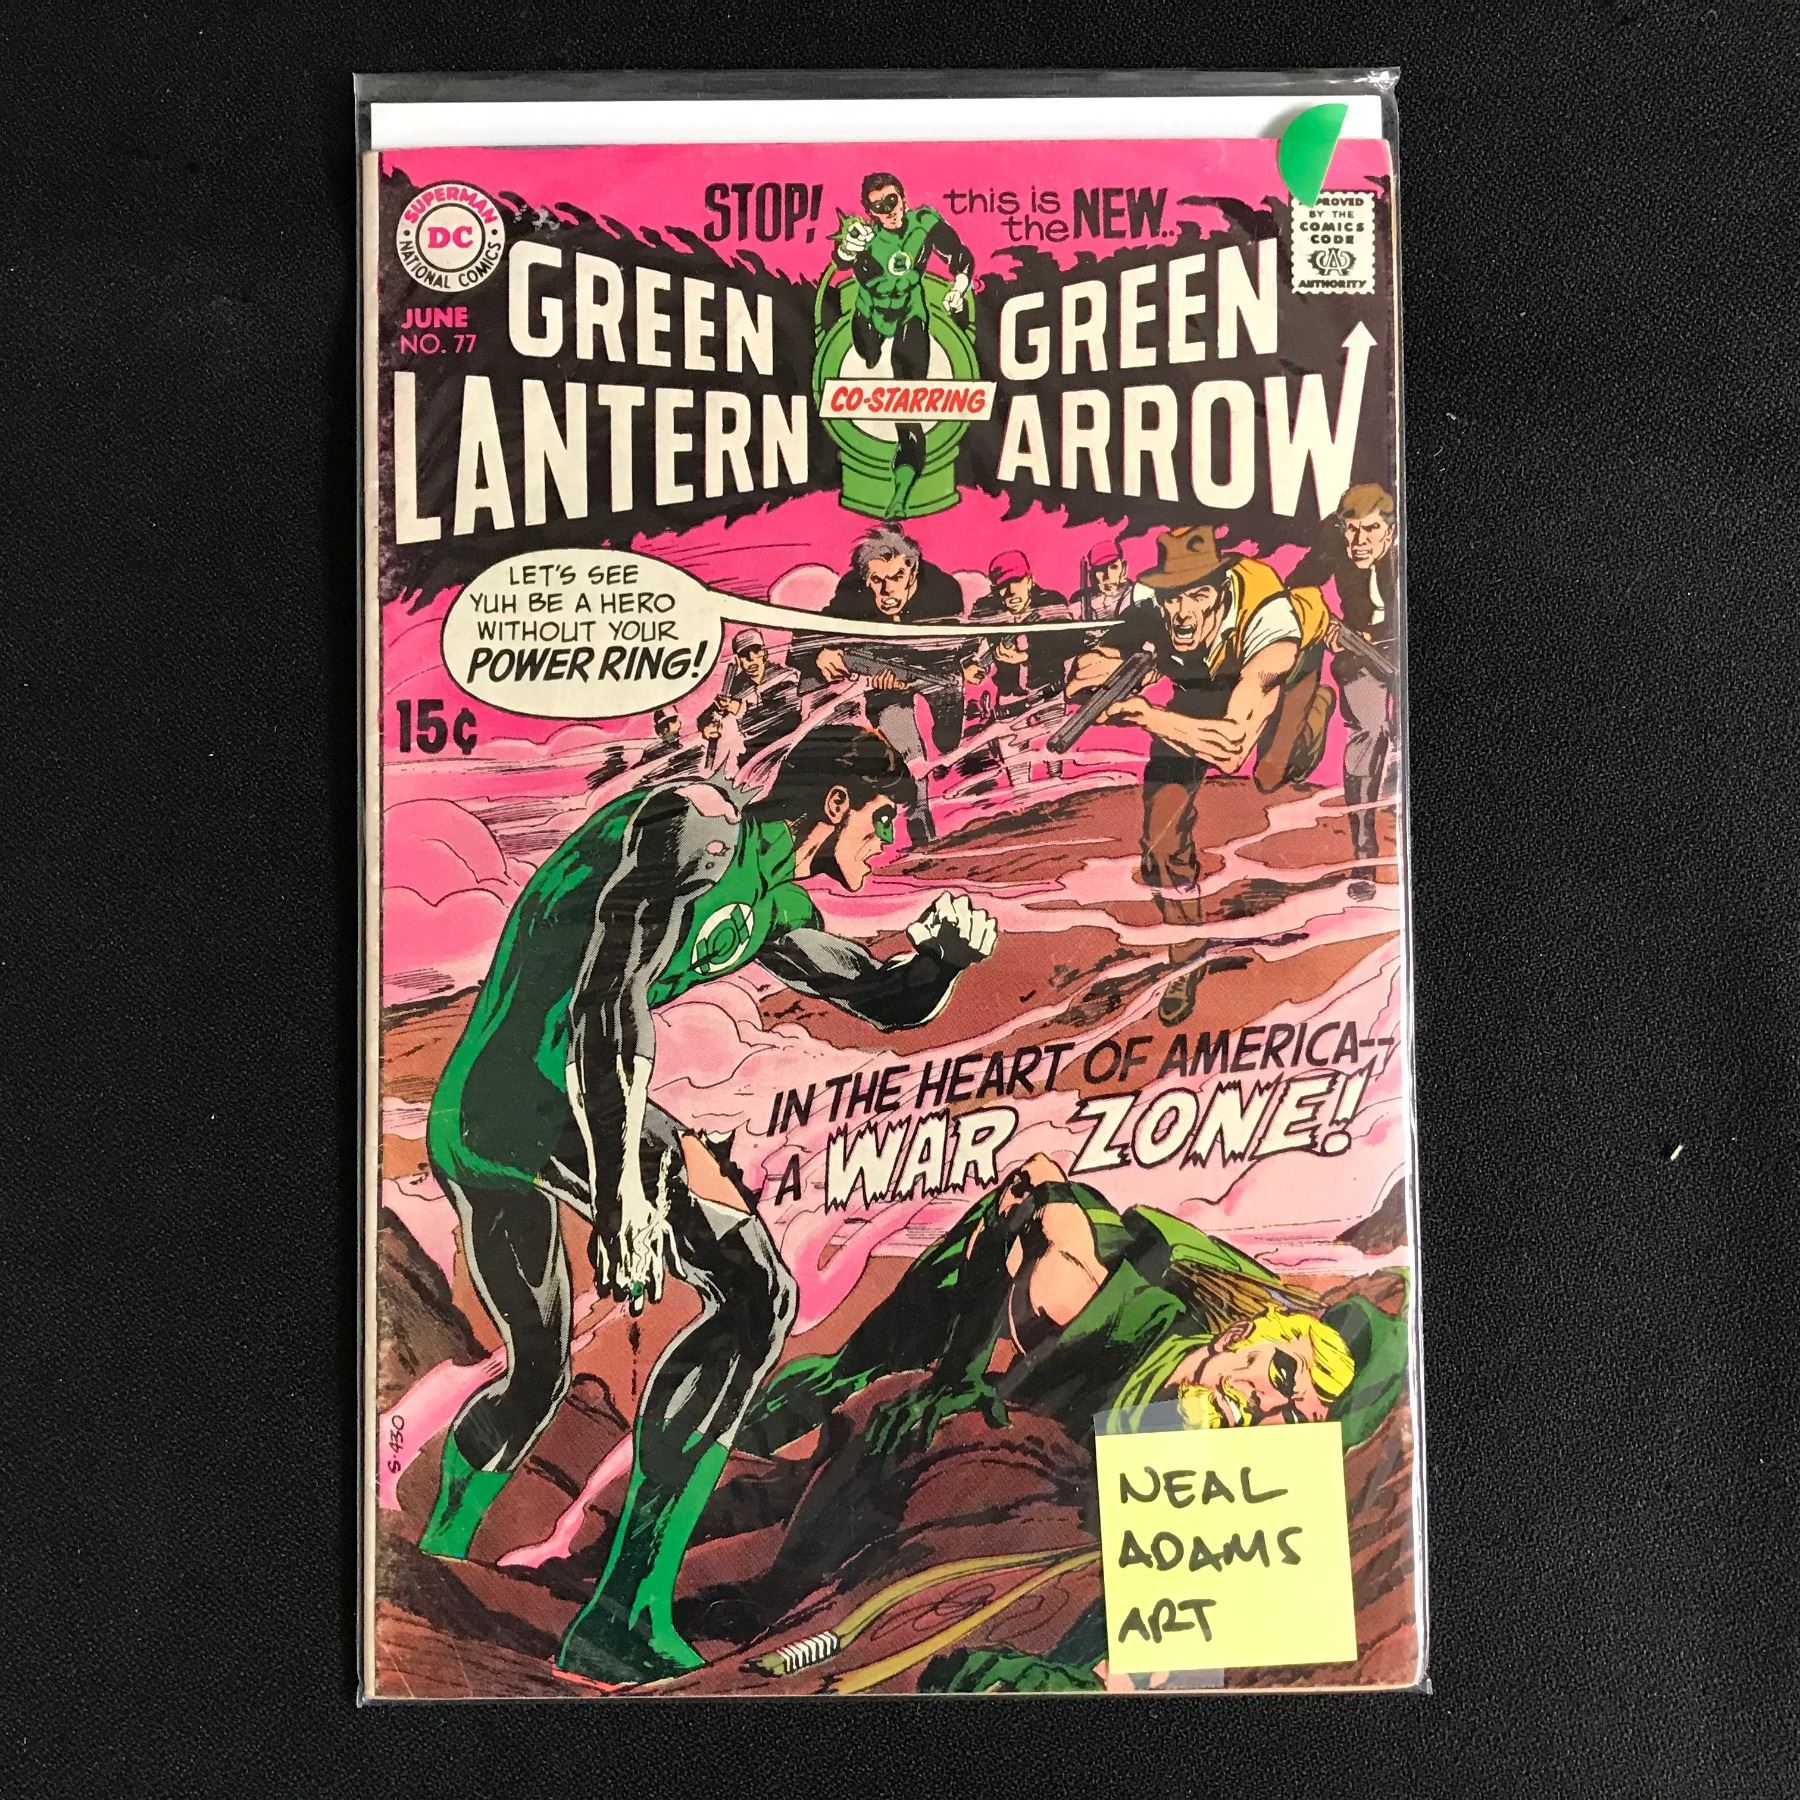 STOP!
this is
the NEW..
SUPERMAN
DC
NATIONAL COMICS
PROVED
BY THE
COMICS
CODE
AUTHORITY
JUNE
NO. 77
GREEN
LANTERN
CO-STARRING
GREEN
ARROW
LET'S SEE
YUH BE A HERO
WITHOUT YOUR
POWER RING!
15¢
IN THE HEART OF AMERICA--
A WAR ZONE!
S-430
NEAL
ADAMS
ART